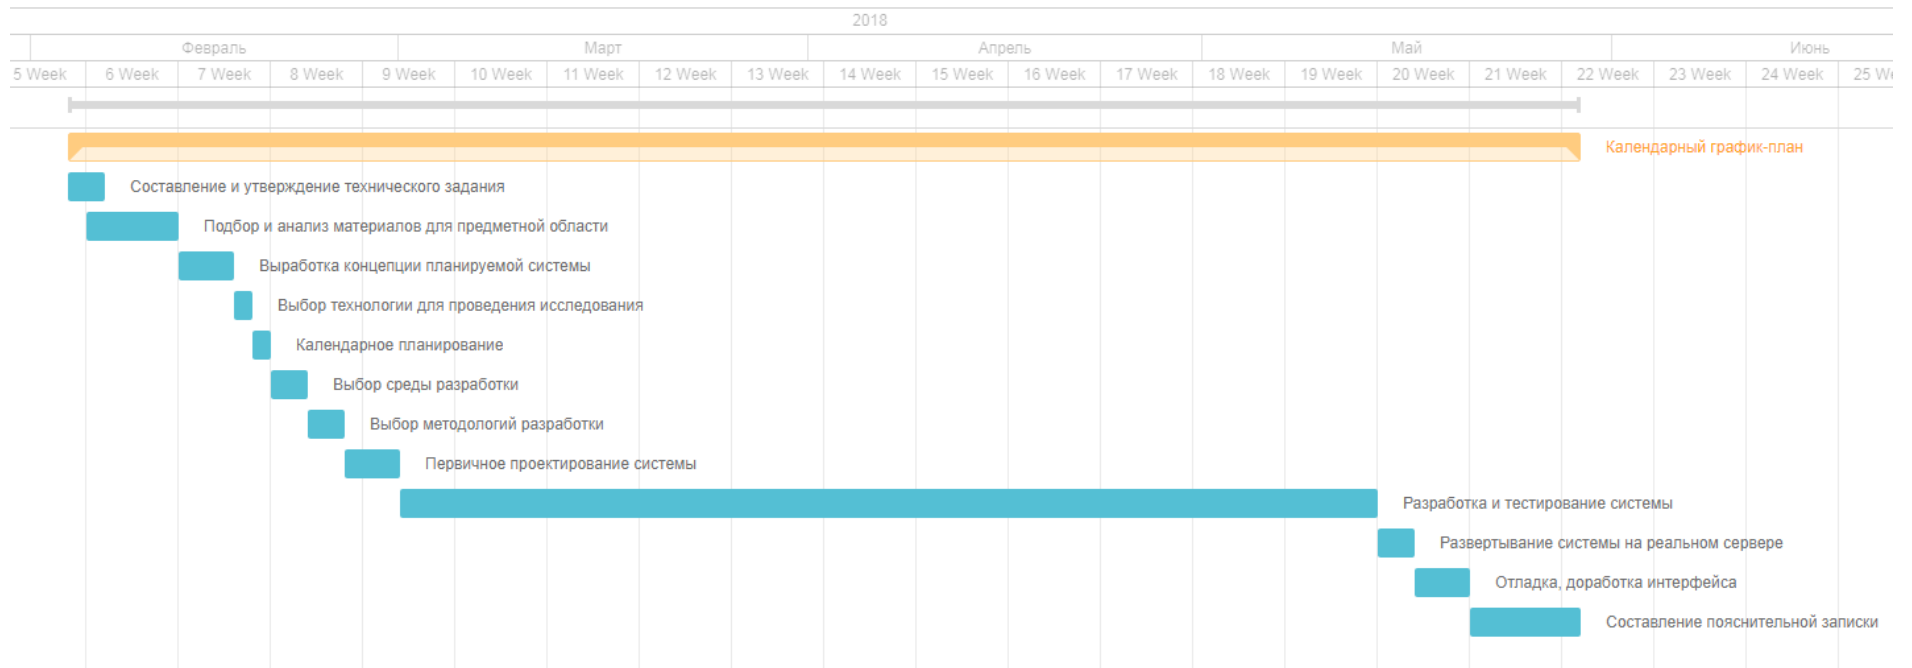 2018
Февраль Март Апрель Май Июнь
5 Week 6 Week 7 Week 8 Week 9 Week 10 Week 11 Week 12 Week 13 Week 14 Week 15 Week 16 Week 17 Week 18 Week 19 Week 20 Week 21 Week 22 Week 23 Week 24 Week 25 We
Календарный график-план
Составление и утверждение технического задания
Подбор и анализ материалов для предметной области
Выработка концепции планируемой системы
Выбор технологии для проведения исследования
Календарное планирование
Выбор среды разработки
Выбор методологий разработки
Первичное проектирование системы
Разработка и тестирование системы
Развертывание системы на реальном сервере
Отладка, доработка интерфейса
Составление пояснительной записки